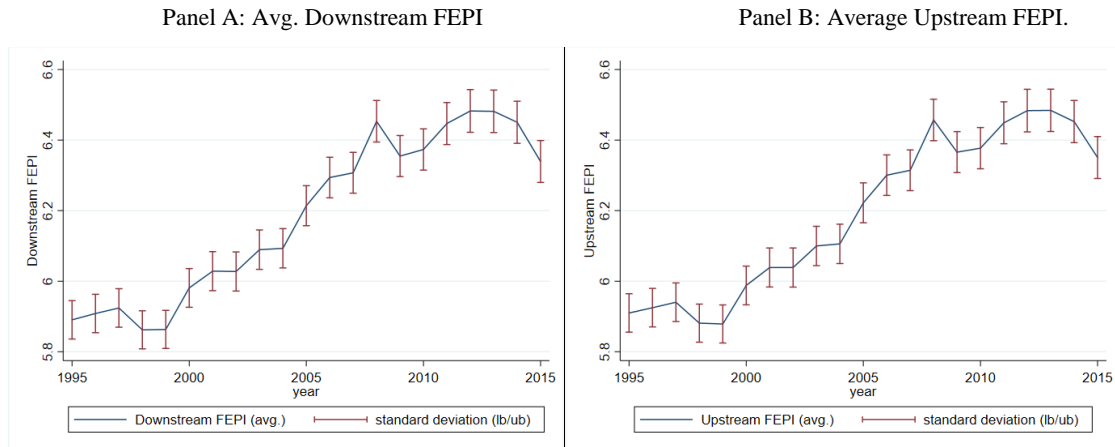 Panel A: Avg. Downstream FEPI
Panel B: Average Upstream FEPI.
Downstream FEPI
6.6
6.4
6.2
6
5.8
1995
2000
2005
2010
2015
year
Downstream FEPI (avg.)
standard deviation (lb/ub)
Upstream FEPI
6.6
6.4
6.2
6
5.8
1995
2000
2005
2010
2015
year
Upstream FEPI (avg.)
standard deviation (lb/ub)